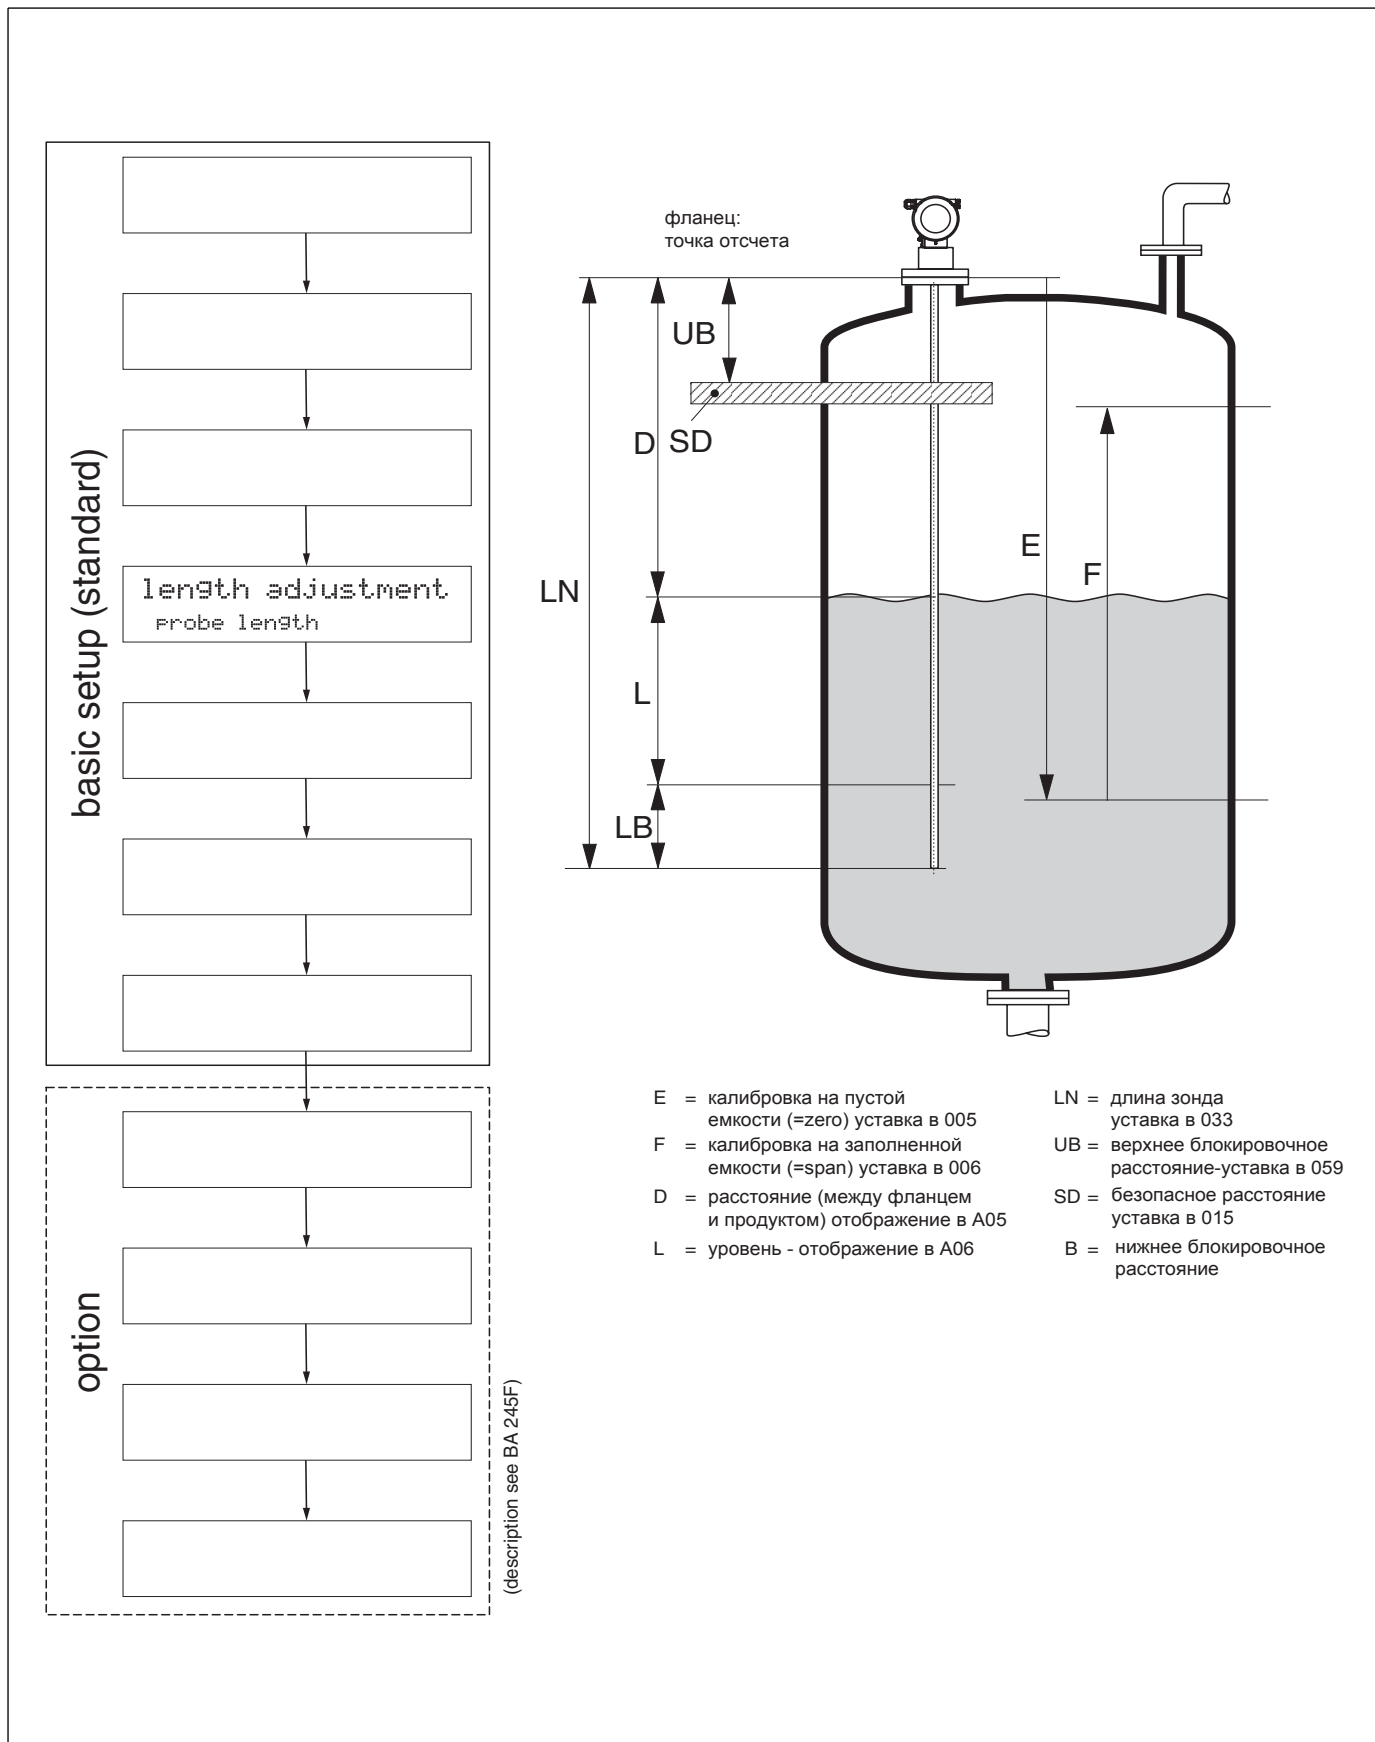 basic setup (standard)
length adjustment
probe length
option
(description see BA 245F)
фланец:
точка отсчета
UB
D
SD
E
F
LN
L
LB
E = калибровка на пустой
емкости (=zero) уставка в 005
F = калибровка на заполненной
емкости (=span) уставка в 006
D = расстояние (между фланцем
и продуктом) отображение в А05
L = уровень - отображение в А06
LN = длина зонда
уставка в 033
UB = верхнее блокировочное
расстояние-уставка в 059
SD = безопасное расстояние
уставка в 015
B = нижнее блокировочное
расстояние